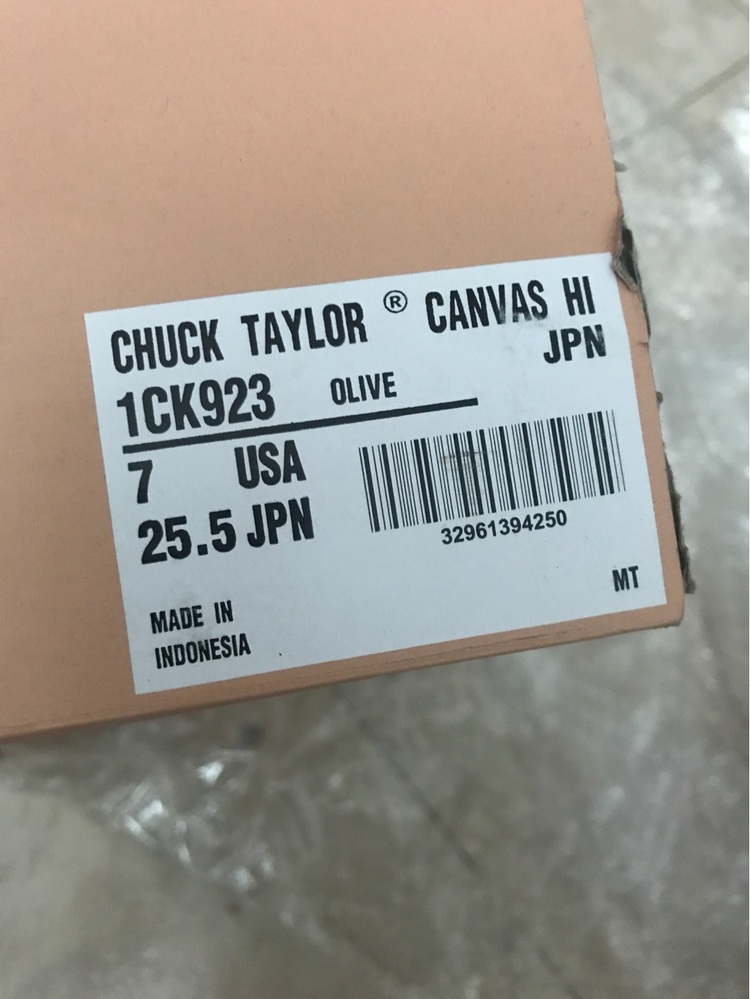 CHUCK TAYLOR ® CANVAS HI
JPN
1CK923 OLIVE
7 USA
25.5 JPN
32961394250
MADE IN
INDONESIA
MT